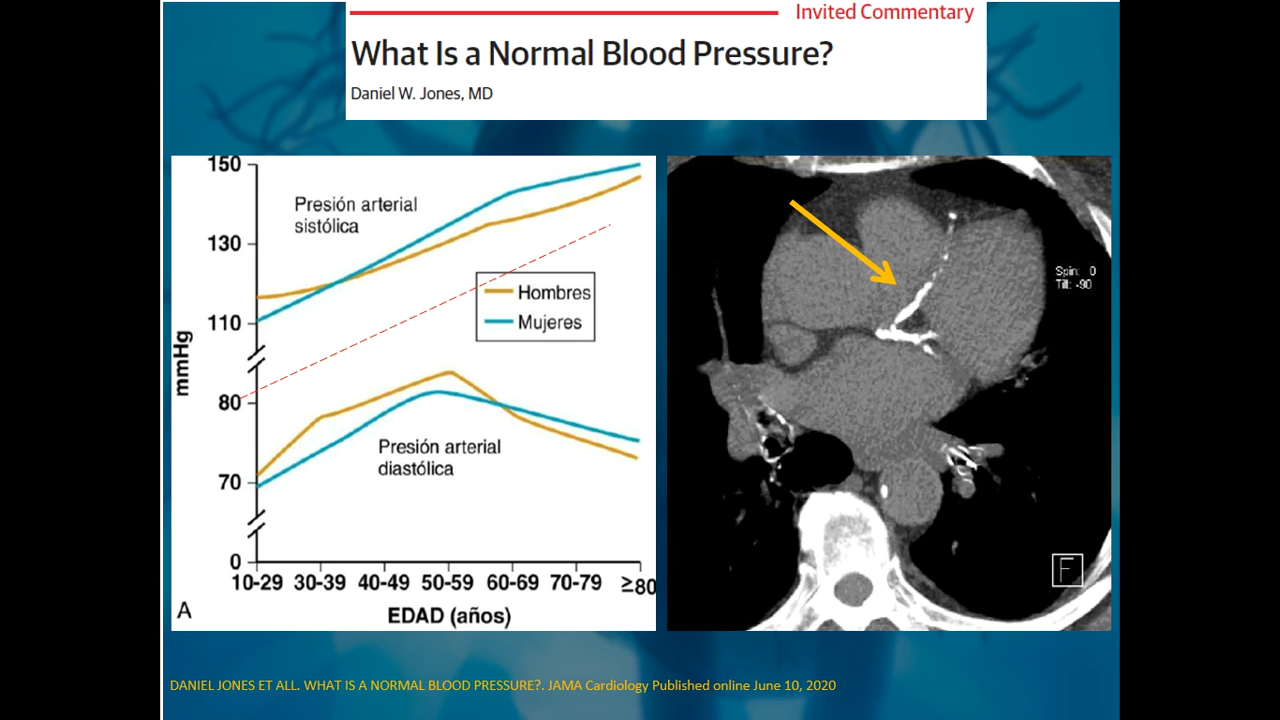 Invited Commentary
What Is a Normal Blood Pressure?
Daniel W. Jones, MD
150
130
110
80
70
0
mmHg
Presión arterial
sistólica
Hombres
Mujeres
Presión arterial
diastólica
10-29 30-39 40-49 50-59 60-69 70-79 ≥80
EDAD (años)
A
Spin: 0
Tilt: -90
F
DANIEL JONES ET ALL. WHAT IS A NORMAL BLOOD PRESSURE?. JAMA Cardiology Published online June 10, 2020